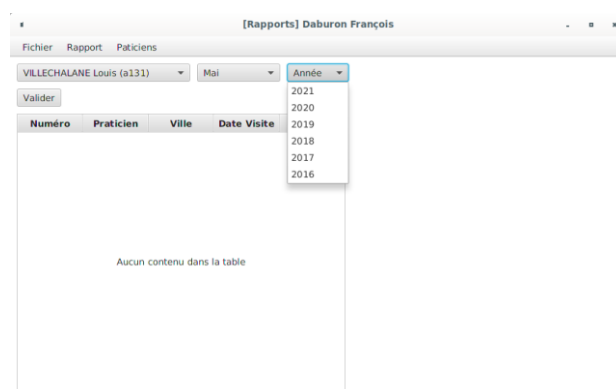 [Rapports] Daburon François
Fichier Rapport Paticiens
VILLECHALANE Louis (a131) Mai Année
Valider
2021
2020
2019
2018
2017
2016
Numéro Praticien Ville Date Visite
Aucun contenu dans la table